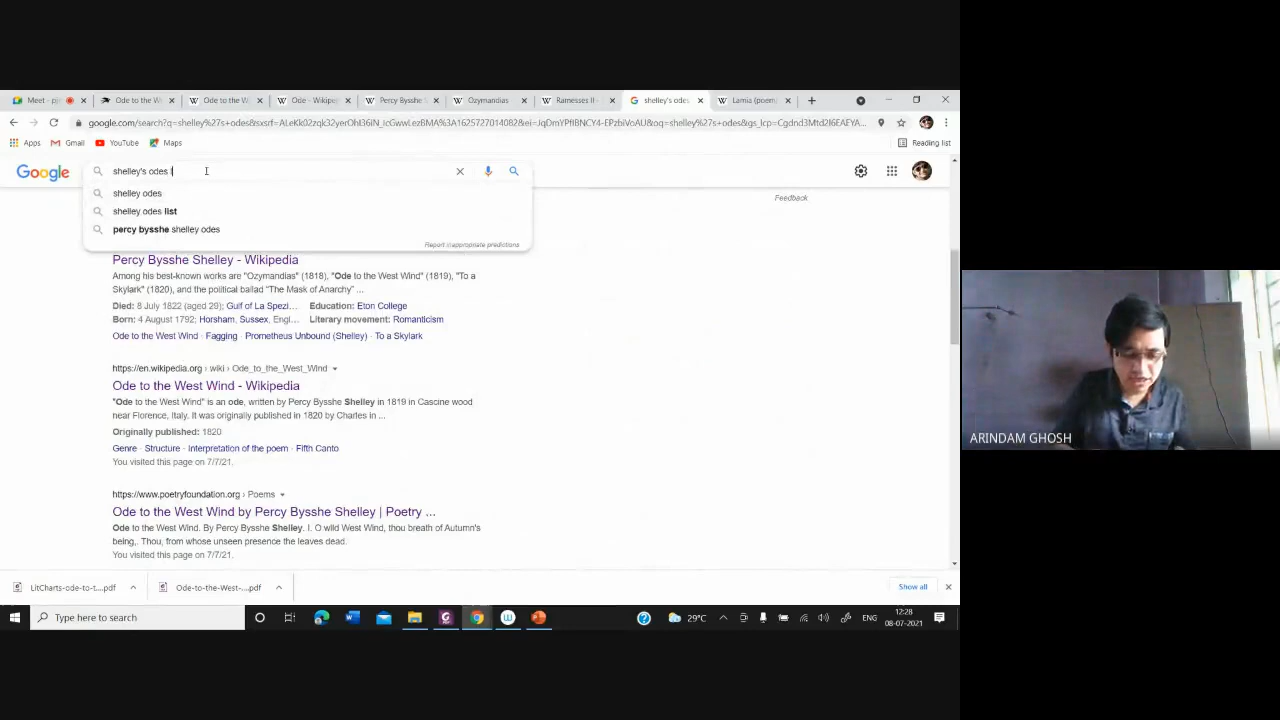 Meet - pj
Ode to the W
Ode to the W
Ode - Wikipe
Percy Bysshe S
Ozymandias
Ramesses II -
shelley's odes
Lamia (poem)
Apps
Gmail
YouTube
Maps
Reading list
Google
shelley's odes l
shelley odes
shelley odes list
percy bysshe shelley odes
Report inappropriate predictions
Feedback
Percy Bysshe Shelley - Wikipedia
Among his best-known works are "Ozymandias" (1818), "Ode to the West Wind" (1819), "To a
Skylark" (1820), and the political ballad "The Mask of Anarchy" ...
Died: 8 July 1822 (aged 29); Gulf of La Spezi... Education: Eton College
Born: 4 August 1792; Horsham, Sussex, Engi... Literary movement: Romanticism
Ode to the West Wind · Fagging · Prometheus Unbound (Shelley) · To a Skylark
https://en.wikipedia.org › wiki › Ode_to_the_West_Wind
Ode to the West Wind - Wikipedia
"Ode to the West Wind" is an ode, written by Percy Bysshe Shelley in 1819 in Cascine wood
near Florence, Italy. It was originally published in 1820 by Charles in ...
Originally published: 1820
Genre · Structure · Interpretation of the poem · Fifth Canto
You visited this page on 7/7/21.
https://www.poetryfoundation.org › Poems
Ode to the West Wind by Percy Bysshe Shelley | Poetry ...
Ode to the West Wind. By Percy Bysshe Shelley. I. O wild West Wind, thou breath of Autumn's
being,. Thou, from whose unseen presence the leaves dead.
You visited this page on 7/7/21.
LitCharts-ode-to-t....pdf
Ode-to-the-West-...pdf
Show all
Type here to search
29°C
ENG
12:28
08-07-2021
ARINDAM GHOSH